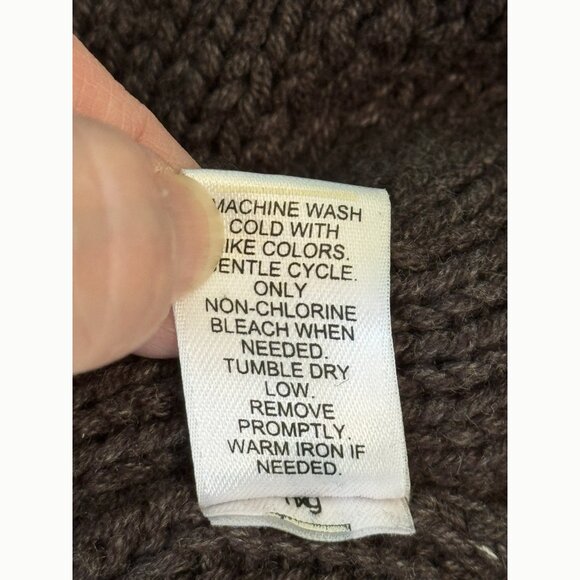 MACHINE WASH
COLD WITH
LIKE COLORS.
GENTLE CYCLE.
ONLY
NON-CHLORINE
BLEACH WHEN
NEEDED.
TUMBLE DRY
LOW.
REMOVE
PROMPTLY.
WARM IRON IF
NEEDED.